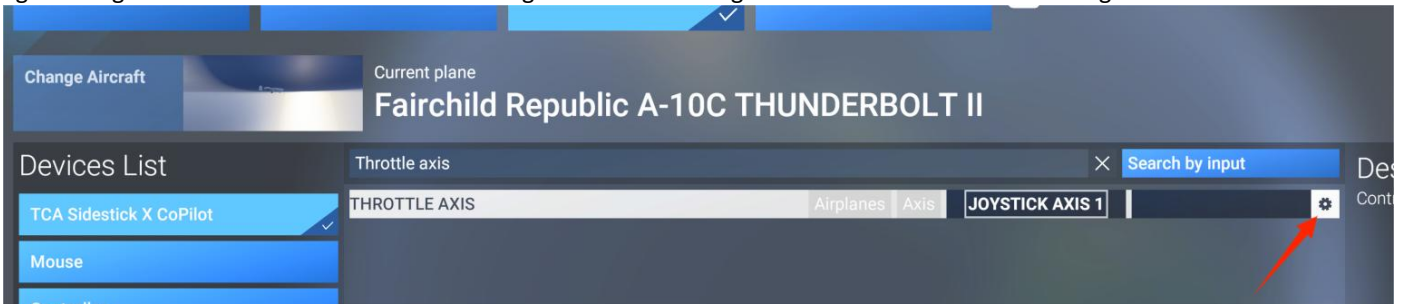 Change Aircraft
Current plane
Fairchild Republic A-10C THUNDERBOLT II
Devices List
Throttle axis
Search by input
TCA Sidestick X CoPilot
THROTTLE AXIS
Airplanes
Axis
JOYSTICK AXIS 1
Mouse